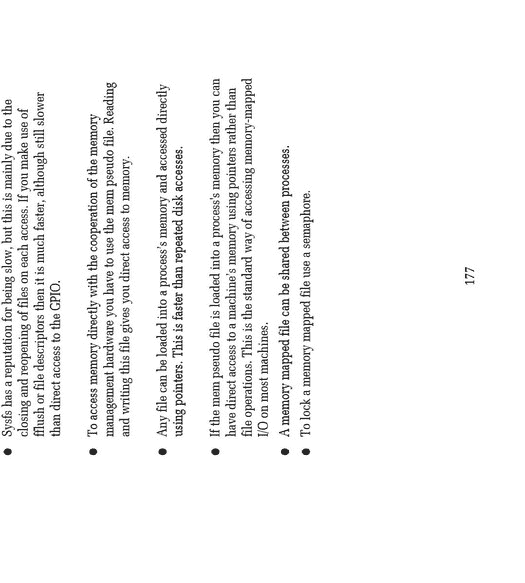 ● Sysfs has a reputation for being slow, but this is mainly due to the
closing and reopening of files on each access. If you make use of
fflush or file descriptors then it is much faster, although still slower
than direct access to the GPIO.
● To access memory directly with the cooperation of the memory
management hardware you have to use the mem pseudo file. Reading
and writing this file gives you direct access to memory.
● Any file can be loaded into a process's memory and accessed directly
using pointers. This is faster than repeated disk accesses.
● If the mem pseudo file is loaded into a process's memory then you can
have direct access to a machine's memory using pointers rather than
file operations. This is the standard way of accessing memory-mapped
I/O on most machines.
● A memory mapped file can be shared between processes.
● To lock a memory mapped file use a semaphore.
177